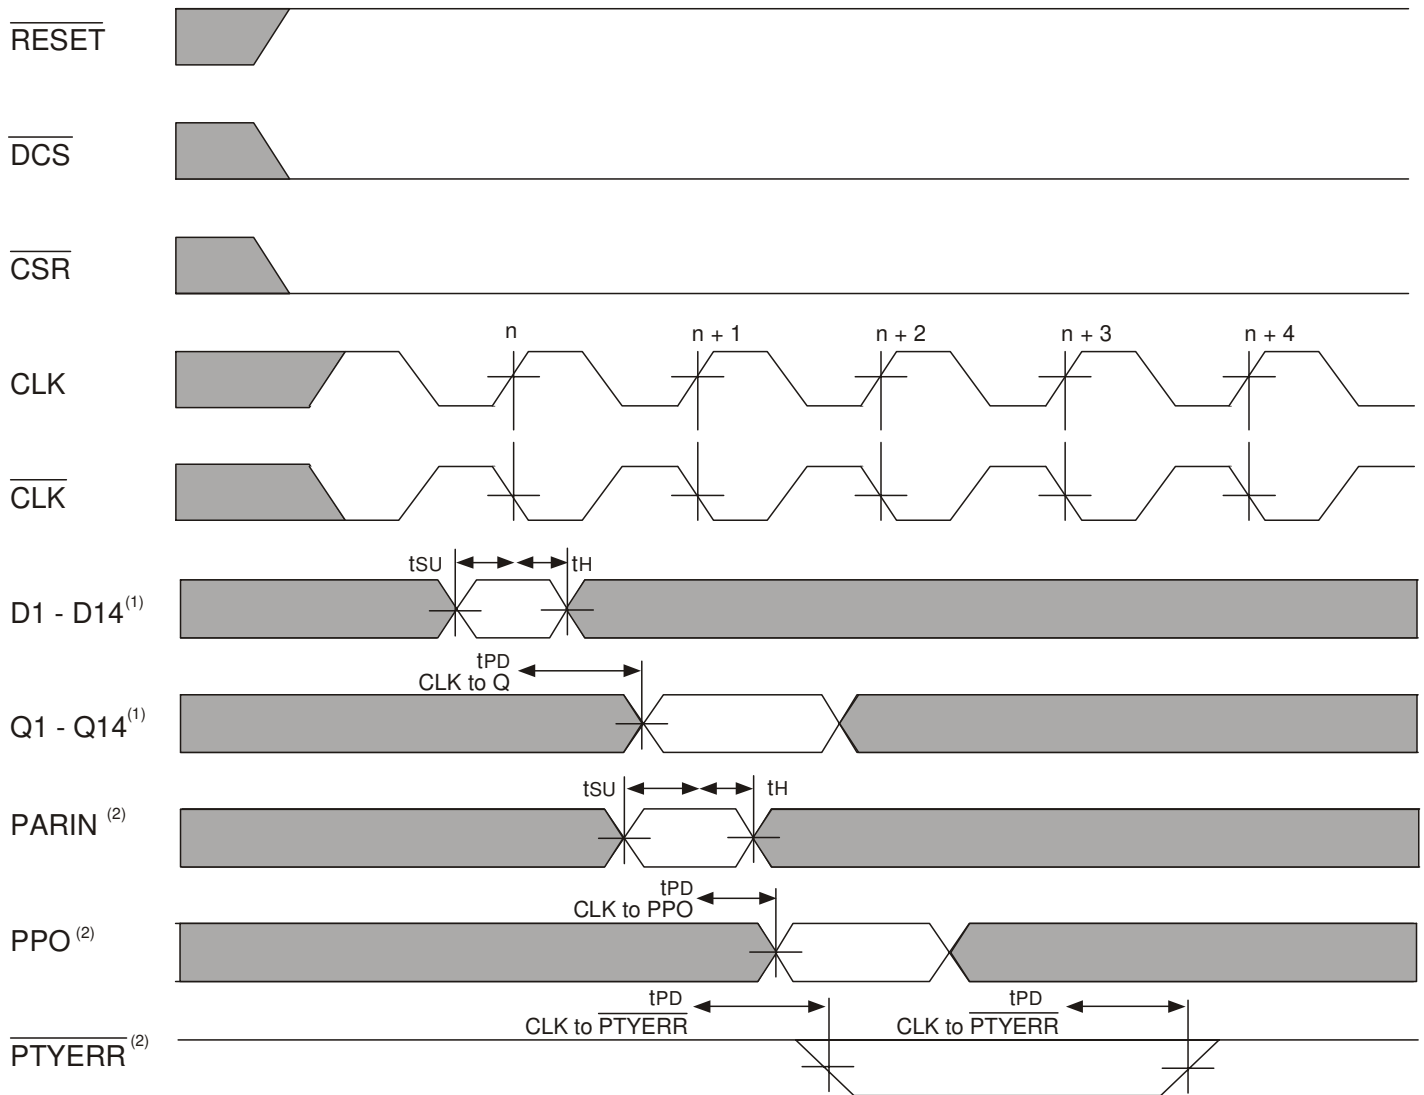 RESET
DCS
CSR
n n + 1 n + 2 n + 3 n + 4
CLK
CLK
tSU tH
D1 - D14(1)
tPD
CLK to Q
Q1 - Q14(1)
tSU tH
PARIN (2)
tPD
CLK to PPO
PPO (2)
tPD tPD
CLK to PTYERR CLK to PTYERR
PTYERR (2)